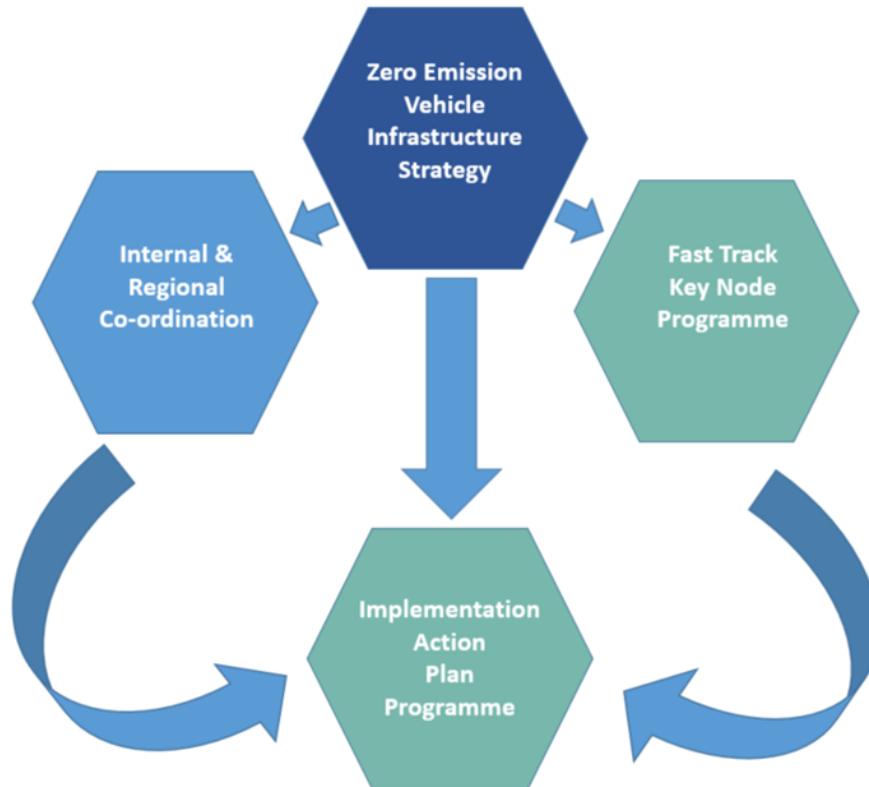 Zero Emission
Vehicle
Infrastructure
Strategy
Internal &
Regional
Co-ordination
Fast Track
Key Node
Programme
Implementation
Action
Plan
Programme